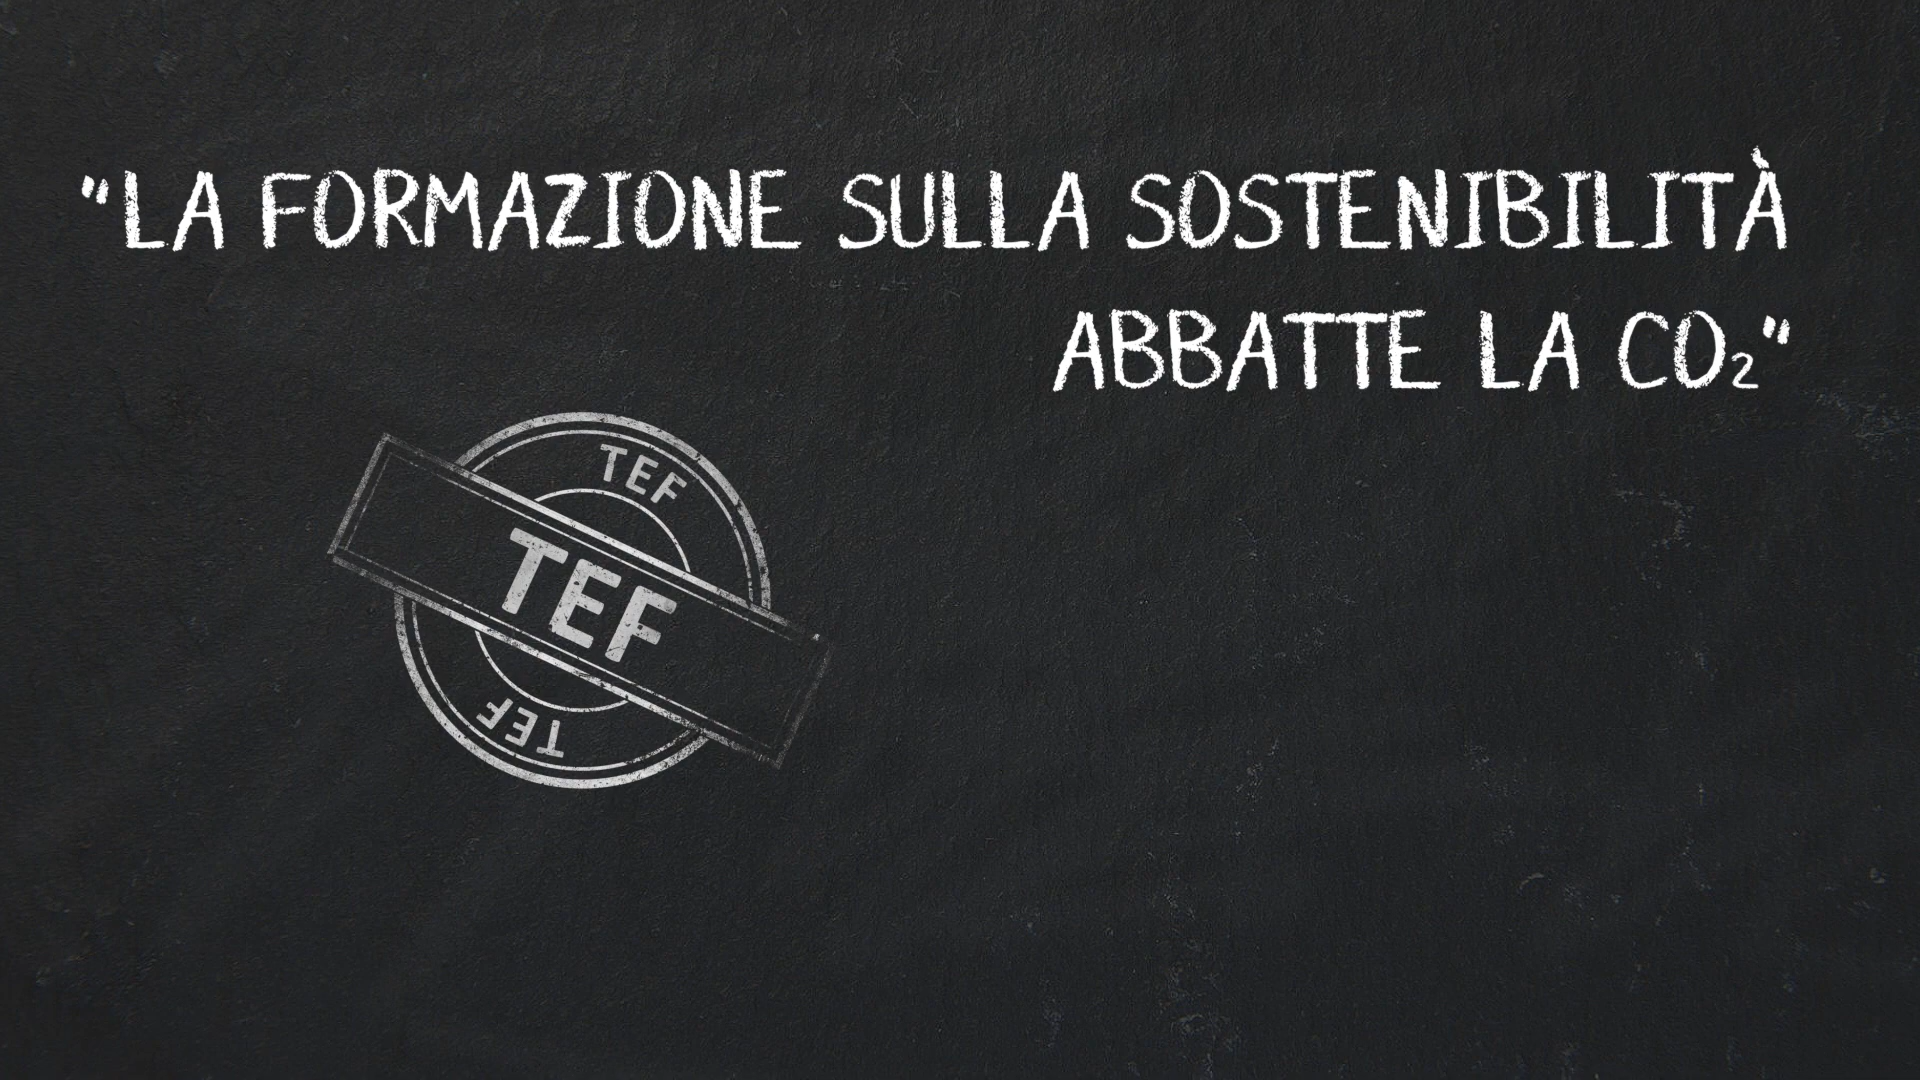 "LA FORMAZIONE SULLA SOSTENIBILITÀ
ABBATTE LA CO₂"
TEF
TEF
TEF